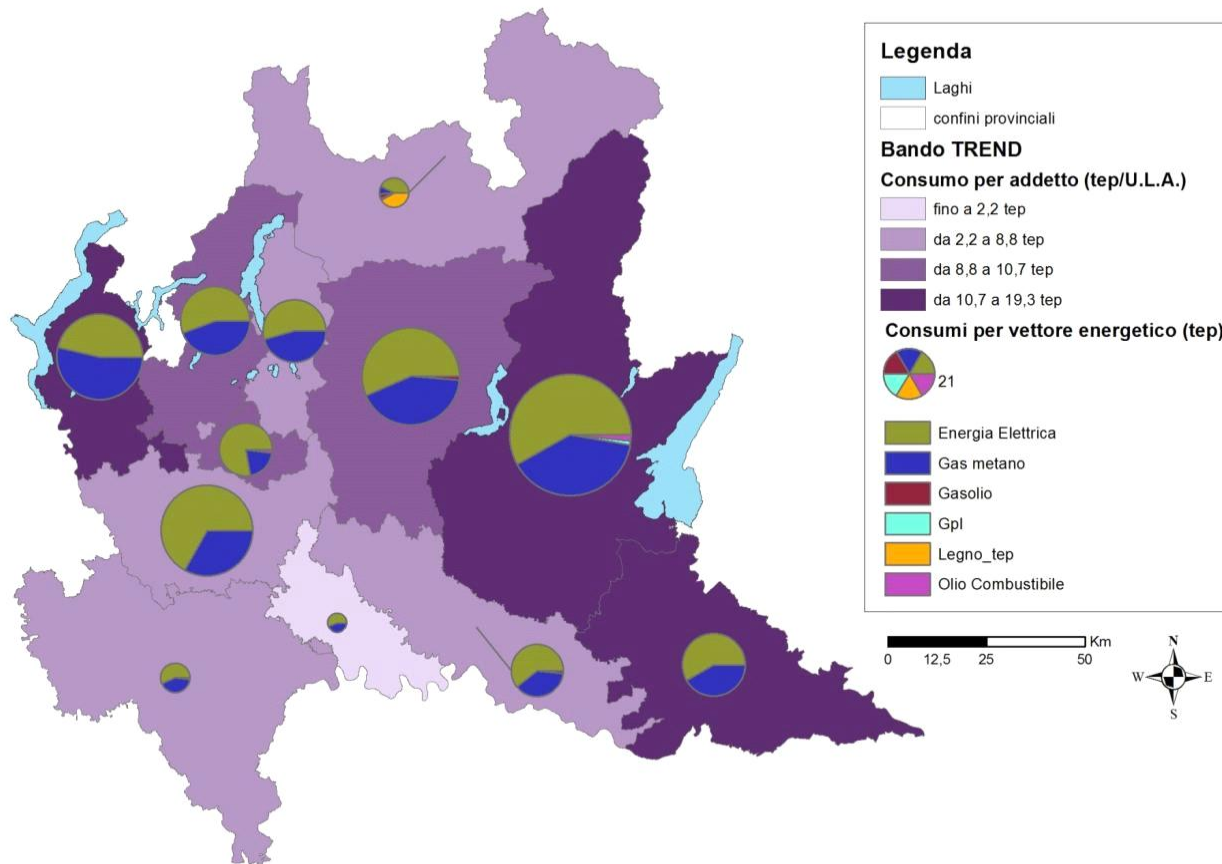 Legenda
Laghi
confini provinciali
Bando TREND
Consumo per addetto (tep/U.L.A.)
fino a 2,2 tep
da 2,2 a 8,8 tep
da 8,8 a 10,7 tep
da 10,7 a 19,3 tep
Consumi per vettore energetico (tep)
21
Energia Elettrica
Gas metano
Gasolio
Gpl
Legno_tep
Olio Combustibile
Km
0 12,5 25 50
N
W E
S